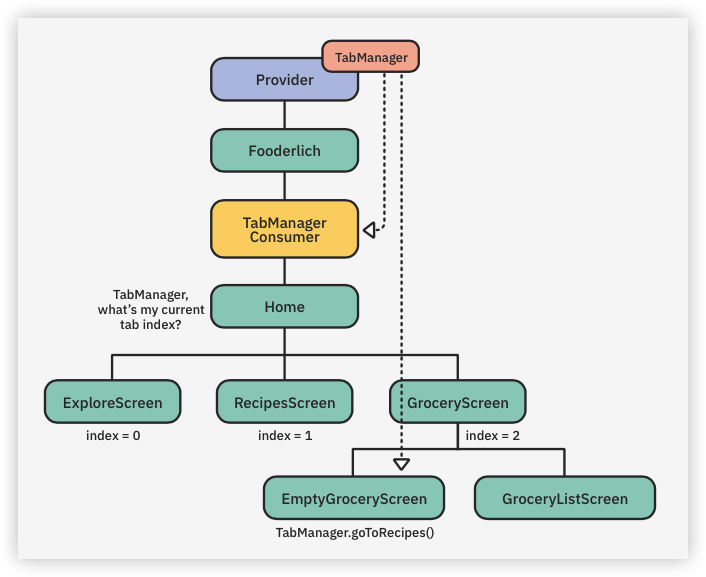 TabManager
Provider
Fooderlich
TabManager
Consumer
TabManager,
what's my current
tab index?
Home
ExploreScreen
RecipesScreen
GroceryScreen
index = 0
index = 1
index = 2
EmptyGroceryScreen
GroceryListScreen
TabManager.goToRecipes()